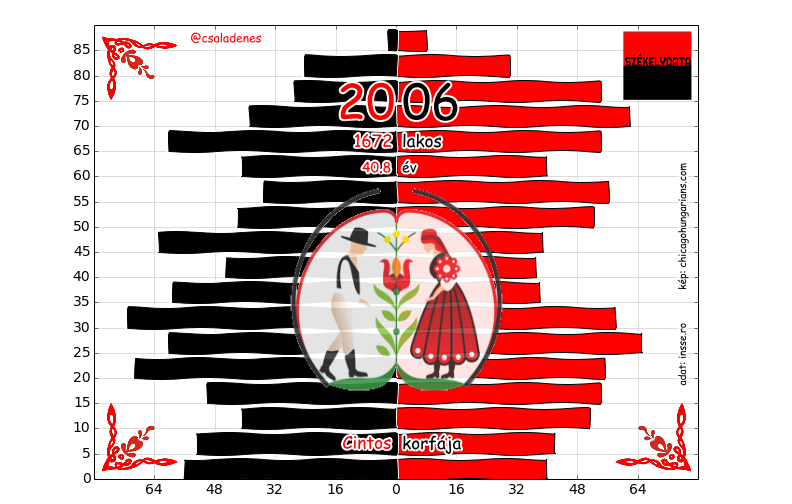 @csaladenes
SZÉKELYDATA
2006
1672 lakos
40.8 év
kép: chicagohungarians.com
adat: insse.ro
Cintos korfája
85
80
75
70
65
60
55
50
45
40
35
30
25
20
15
10
5
0
64 48 32 16 0 16 32 48 64